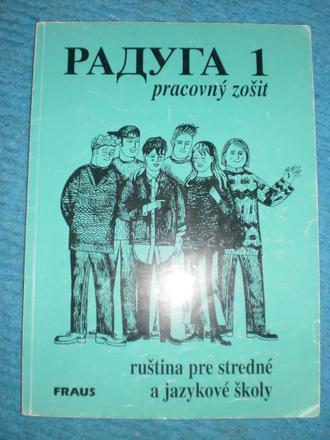 РАДУГА 1
pracovný zošit
ruština pre stredné
a jazykové školy
FRAUS